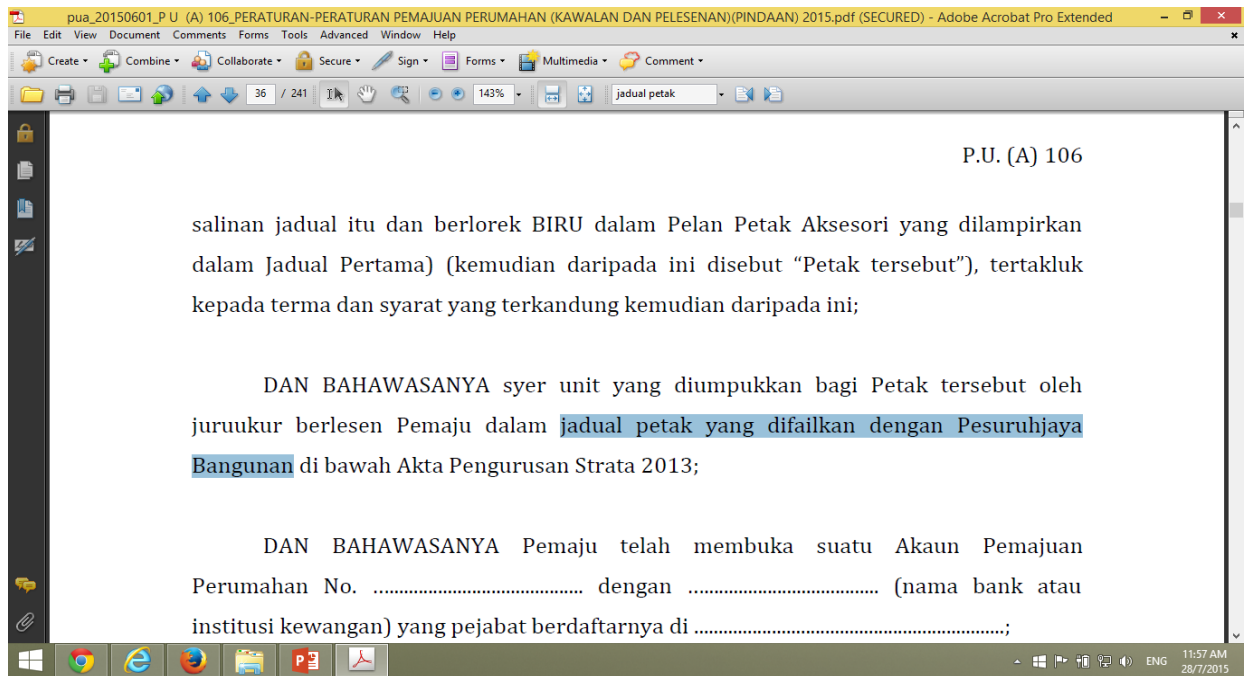 pua_20150601_P U (A) 106_PERATURAN-PERATURAN PEMAJUAN PERUMAHAN (KAWALAN DAN PELESENAN)(PINDAAN) 2015.pdf (SECURED) - Adobe Acrobat Pro Extended
File Edit View Document Comments Forms Tools Advanced Window Help
Create Combine Collaborate Secure Sign Forms Multimedia Comment
36 / 241 143% jadual petak
P.U. (A) 106
salinan jadual itu dan berlorek BIRU dalam Pelan Petak Aksesori yang dilampirkan
dalam Jadual Pertama) (kemudian daripada ini disebut “Petak tersebut”), tertakluk
kepada terma dan syarat yang terkandung kemudian daripada ini;
DAN BAHAWASANYA syer unit yang diumpukkan bagi Petak tersebut oleh
juruukur berlesen Pemaju dalam jadual petak yang difailkan dengan Pesuruhjaya
Bangunan di bawah Akta Pengurusan Strata 2013;
DAN BAHAWASANYA Pemaju telah membuka suatu Akaun Pemajuan
Perumahan No. .......................................... dengan ...................................... (nama bank atau
institusi kewangan) yang pejabat berdaftarnya di ..............................................................;
ENG 11:57 AM
28/7/2015